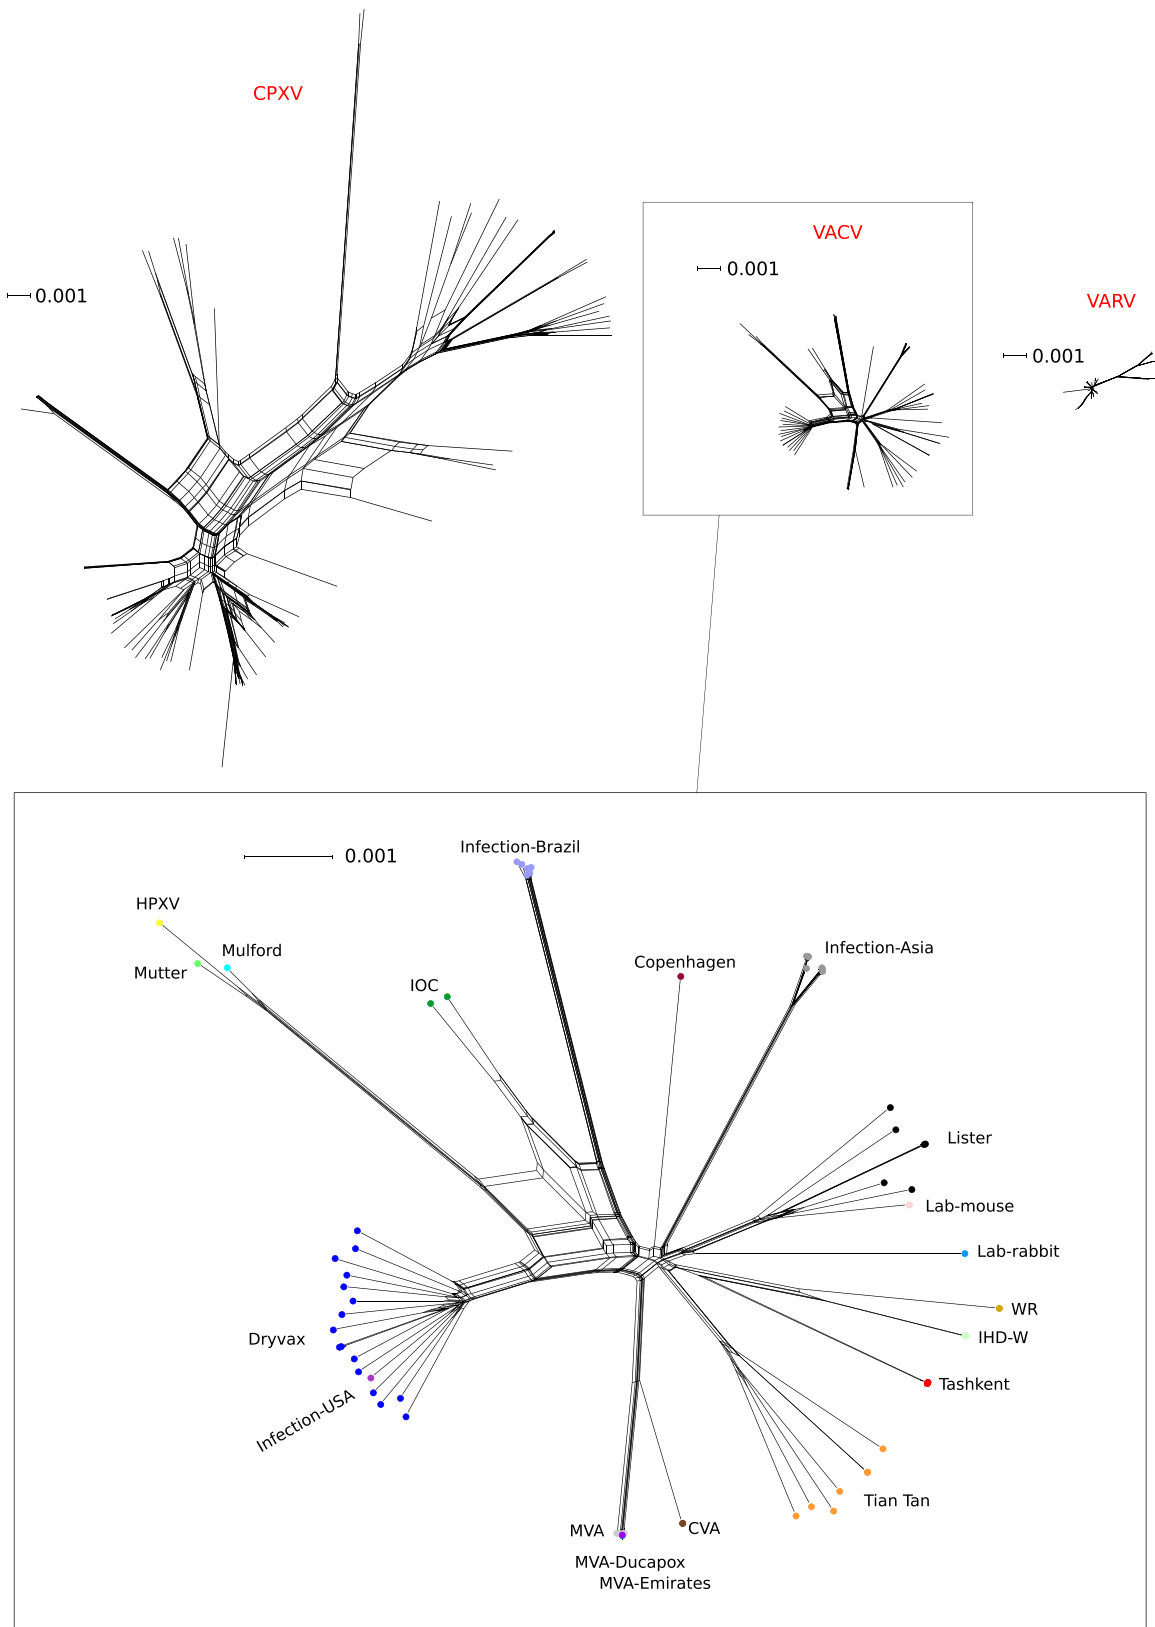 CPXV
VACV
0.001
0.001
VARV
0.001
Infection-Brazil
0.001
HPXV
Mulford
Mutter
IOC
Copenhagen
Infection-Asia
Lister
Lab-mouse
Lab-rabbit
WR
IHD-W
Dryvax
Tashkent
Infection-USA
Tian Tan
MVA
CVA
MVA-Ducapox
MVA-Emirates